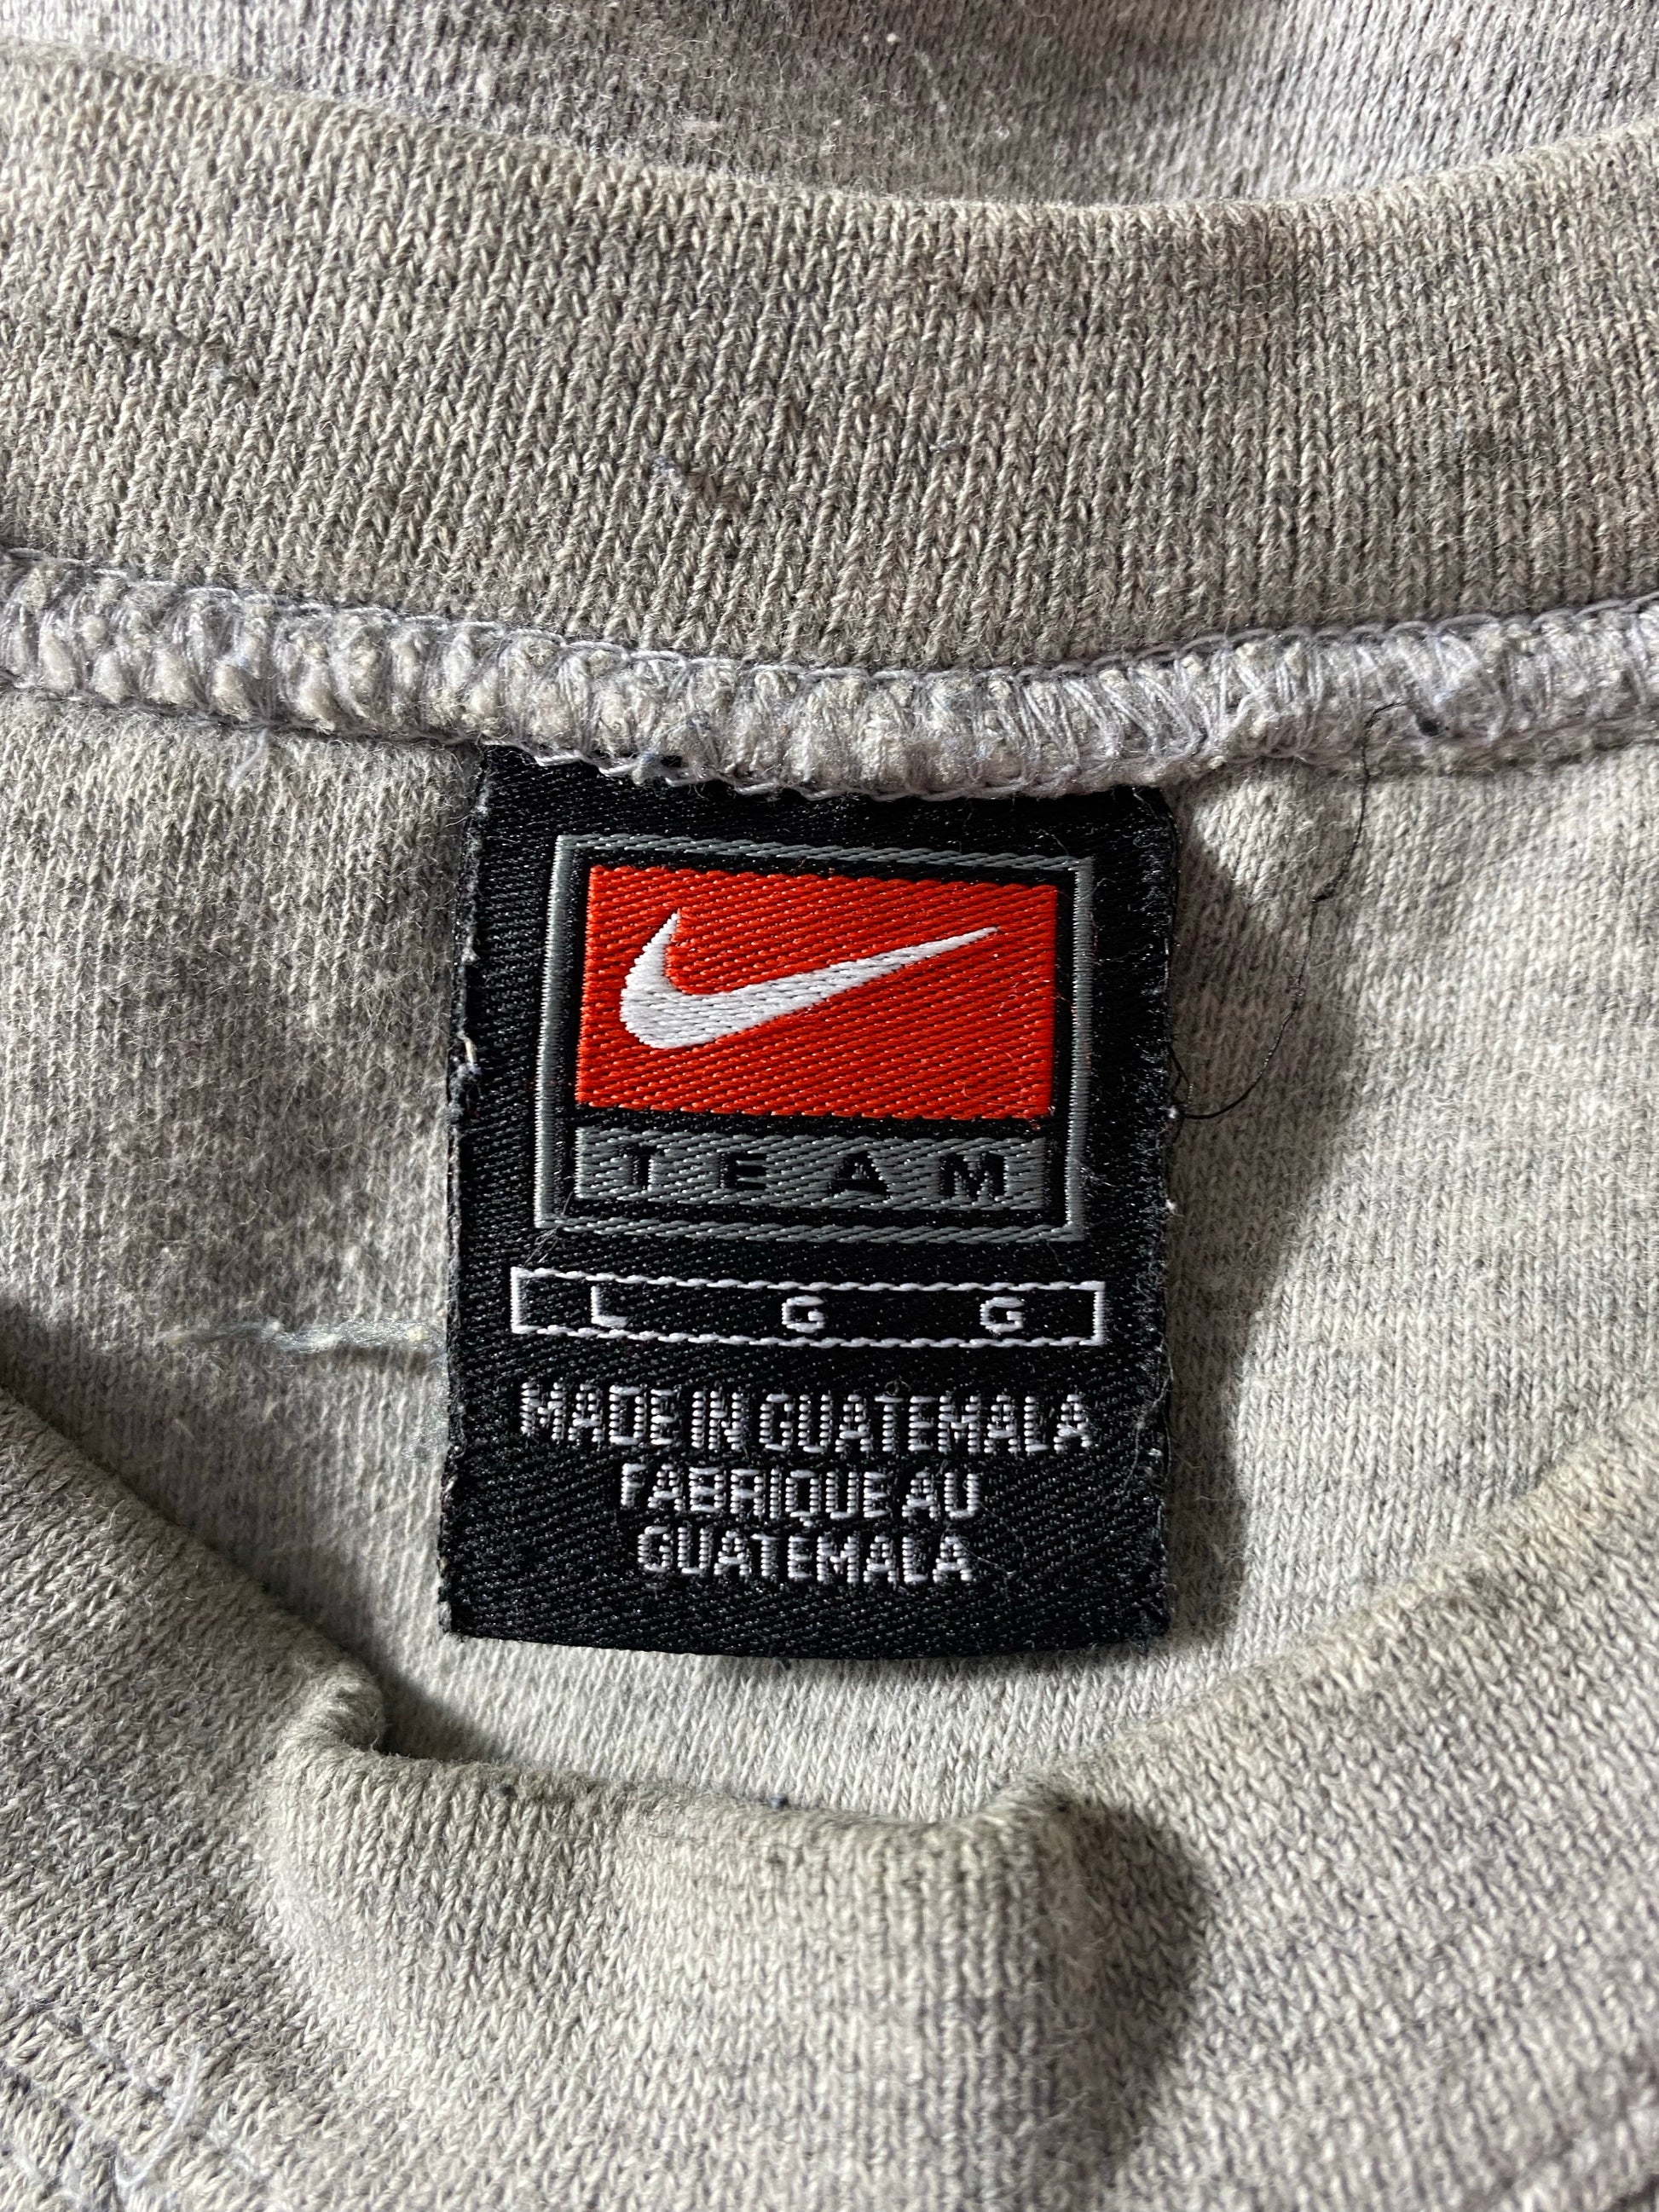 TEAM
L G G
MADE IN GUATEMALA
FABRIQUE AU
GUATEMALA